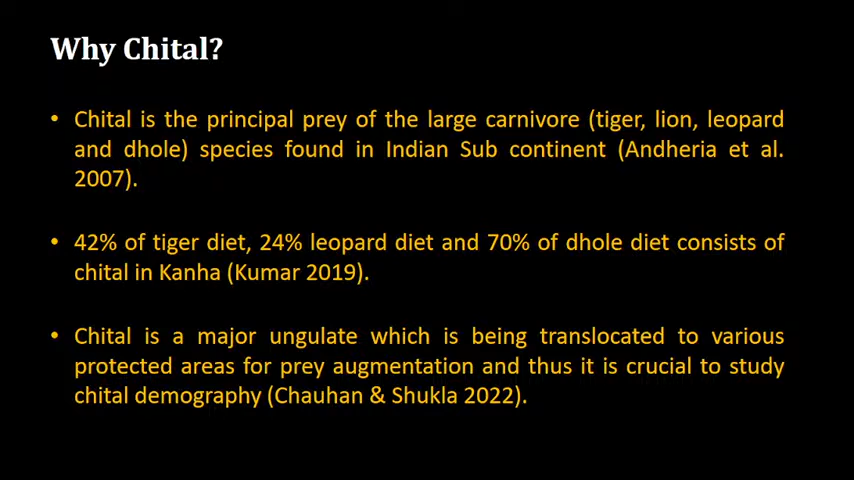 Why Chital?
• Chital is the principal prey of the large carnivore (tiger, lion, leopard
and dhole) species found in Indian Sub continent (Andheria et al.
2007).
• 42% of tiger diet, 24% leopard diet and 70% of dhole diet consists of
chital in Kanha (Kumar 2019).
• Chital is a major ungulate which is being translocated to various
protected areas for prey augmentation and thus it is crucial to study
chital demography (Chauhan & Shukla 2022).